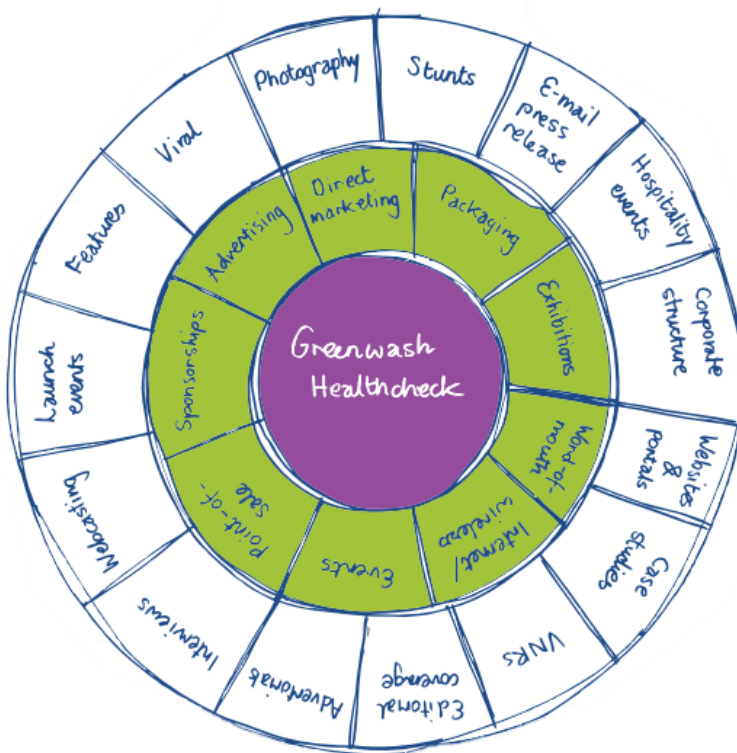 Greenwash
Healthcheck
Direct
marketing
Packaging
Exhibitions
Word-of-
mouth
Internet/
wireless
Events
Point-of-
Sale
Sponsorships
Advertising
Photography
Stunts
E-mail
press
release
Hospitality
events
Corporate
structure
Websites
&
portals
Case
studies
VNRs
Editorial
coverage
Advertorials
Interviews
Webcasting
Launch
events
Features
Viral